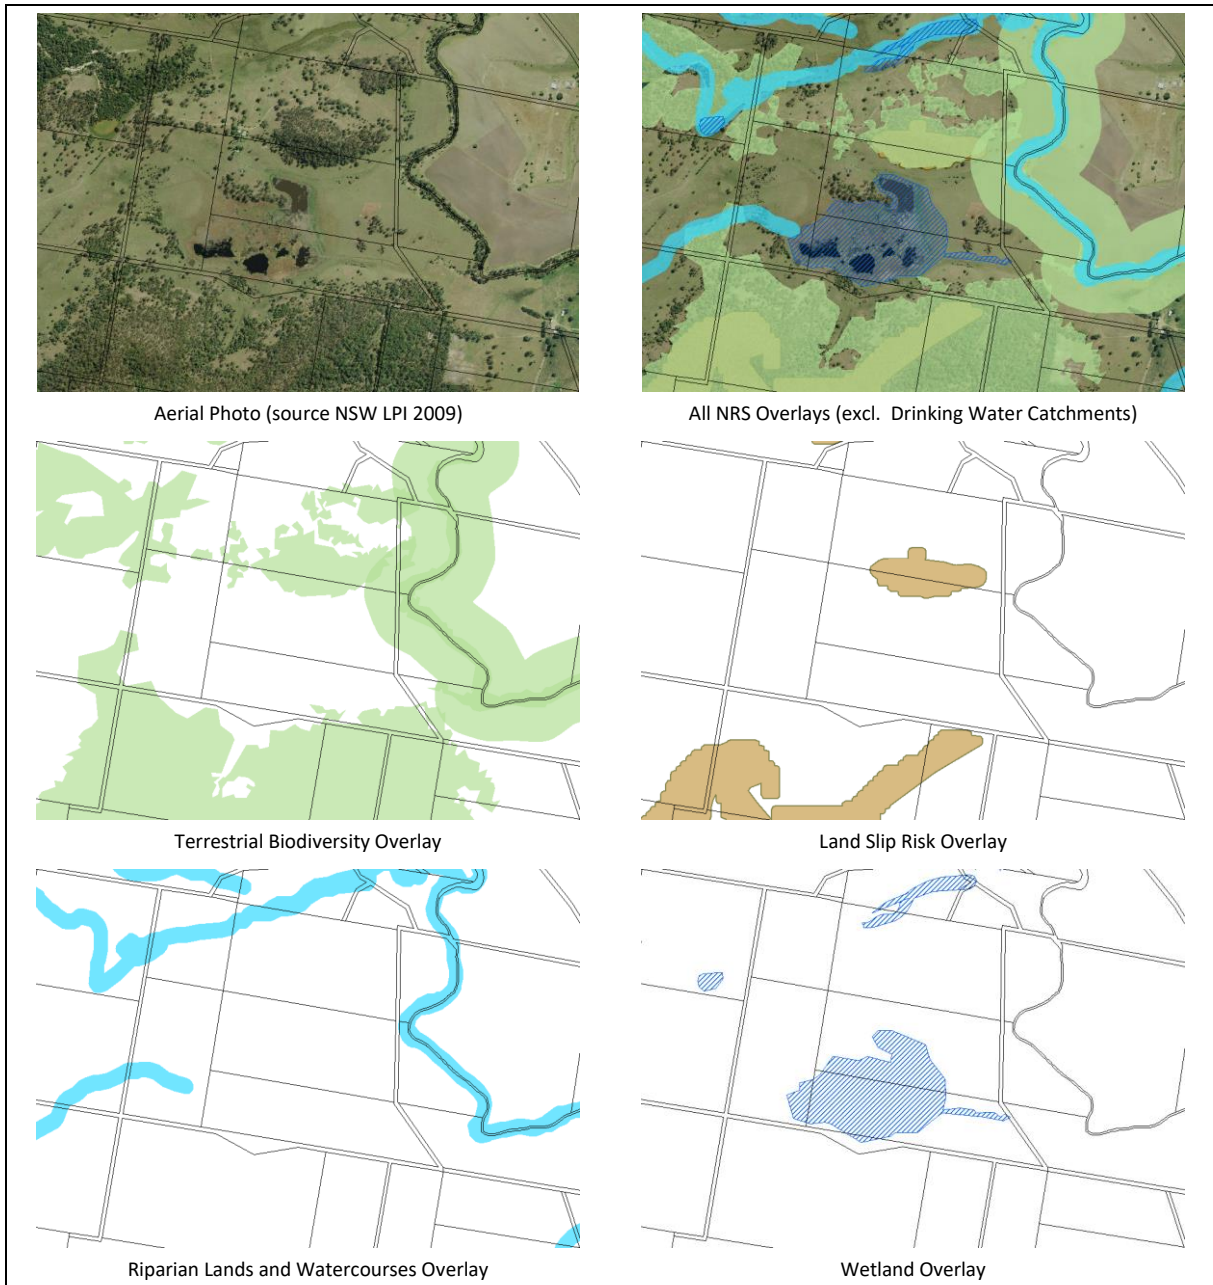 Aerial Photo (source NSW LPI 2009)
All NRS Overlays (excl.  Drinking Water Catchments)
Terrestrial Biodiversity Overlay
Land Slip Risk Overlay
Riparian Lands and Watercourses Overlay
Wetland Overlay